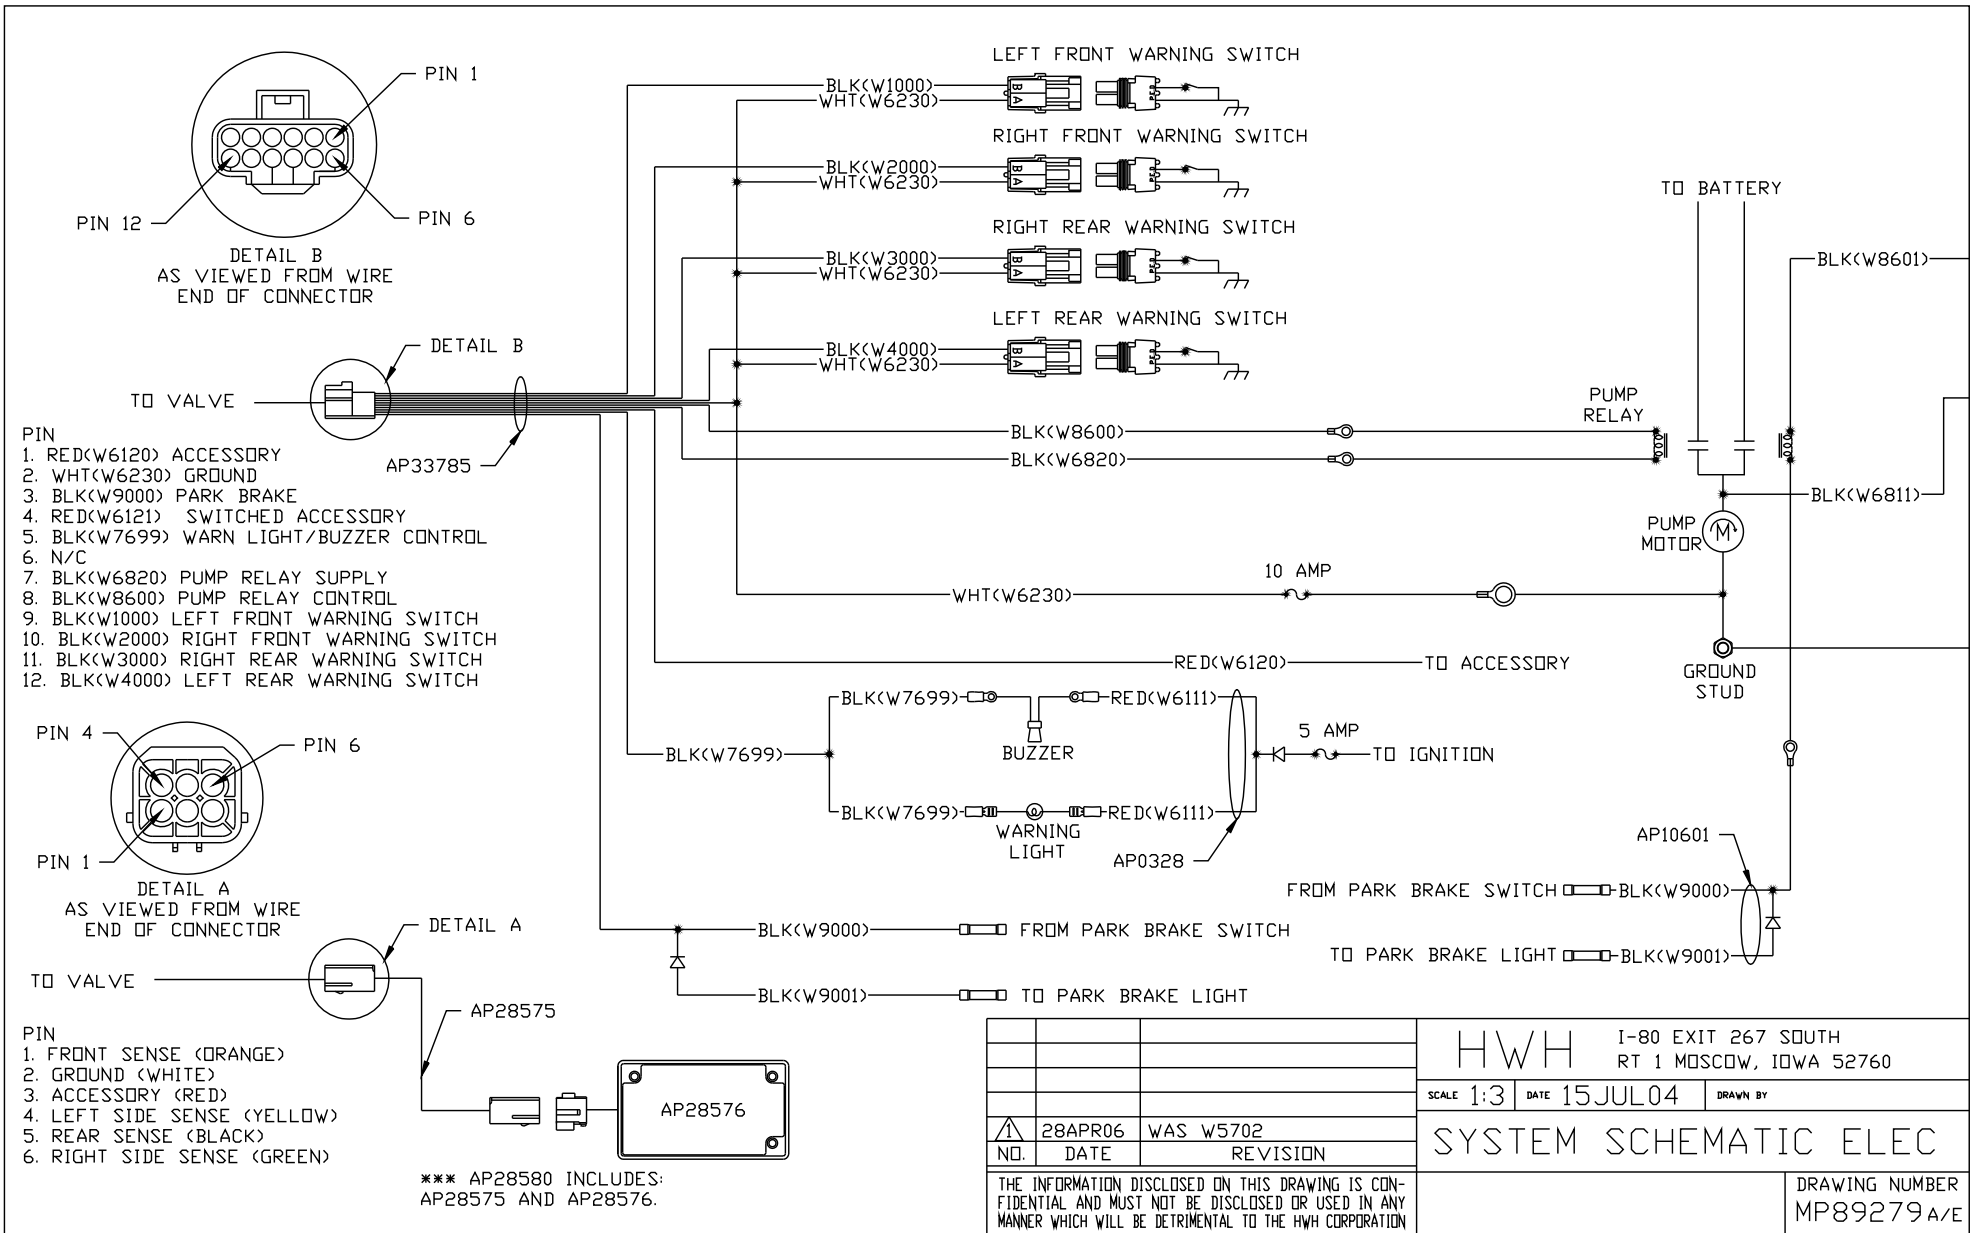 PIN 1
PIN 12
PIN 6
DETAIL B
AS VIEWED FROM WIRE
END OF CONNECTOR
LEFT FRONT WARNING SWITCH
BLK(W1000)
WHT(W6230)
B
A
RIGHT FRONT WARNING SWITCH
BLK(W2000)
WHT(W6230)
B
A
RIGHT REAR WARNING SWITCH
BLK(W3000)
WHT(W6230)
B
A
LEFT REAR WARNING SWITCH
BLK(W4000)
WHT(W6230)
B
A
TO BATTERY
BLK(W8601)
DETAIL B
TO VALVE
AP33785
PIN
1. RED(W6120) ACCESSORY
2. WHT(W6230) GROUND
3. BLK(W9000) PARK BRAKE
4. RED(W6121) SWITCHED ACCESSORY
5. BLK(W7699) WARN LIGHT/BUZZER CONTROL
6. N/C
7. BLK(W6820) PUMP RELAY SUPPLY
8. BLK(W8600) PUMP RELAY CONTROL
9. BLK(W1000) LEFT FRONT WARNING SWITCH
10. BLK(W2000) RIGHT FRONT WARNING SWITCH
11. BLK(W3000) RIGHT REAR WARNING SWITCH
12. BLK(W4000) LEFT REAR WARNING SWITCH
PUMP
RELAY
BLK(W8600)
BLK(W6820)
BLK(W6811)
PUMP
MOTOR
M
10 AMP
WHT(W6230)
GROUND
STUD
RED(W6120)
TO ACCESSORY
BLK(W7699)
RED(W6111)
BUZZER
BLK(W7699)
5 AMP
TO IGNITION
BLK(W7699)
RED(W6111)
WARNING
LIGHT
AP0328
PIN 4
PIN 6
PIN 1
DETAIL A
AS VIEWED FROM WIRE
END OF CONNECTOR
AP10601
FROM PARK BRAKE SWITCH
BLK(W9000)
TO PARK BRAKE LIGHT
BLK(W9001)
BLK(W9000)
FROM PARK BRAKE SWITCH
BLK(W9001)
TO PARK BRAKE LIGHT
DETAIL A
TO VALVE
AP28575
PIN
1. FRONT SENSE (ORANGE)
2. GROUND (WHITE)
3. ACCESSORY (RED)
4. LEFT SIDE SENSE (YELLOW)
5. REAR SENSE (BLACK)
6. RIGHT SIDE SENSE (GREEN)
AP28576
*** AP28580 INCLUDES:
AP28575 AND AP28576.
1 28APR06 WAS W5702
NO. DATE REVISION
THE INFORMATION DISCLOSED ON THIS DRAWING IS CON-
FIDENTIAL AND MUST NOT BE DISCLOSED OR USED IN ANY
MANNER WHICH WILL BE DETRIMENTAL TO THE HWH CORPORATION
HWH
I-80 EXIT 267 SOUTH
RT 1 MOSCOW, IOWA 52760
SCALE 1:3 DATE 15JUL04 DRAWN BY
SYSTEM SCHEMATIC ELEC
DRAWING NUMBER
MP89279 A/E